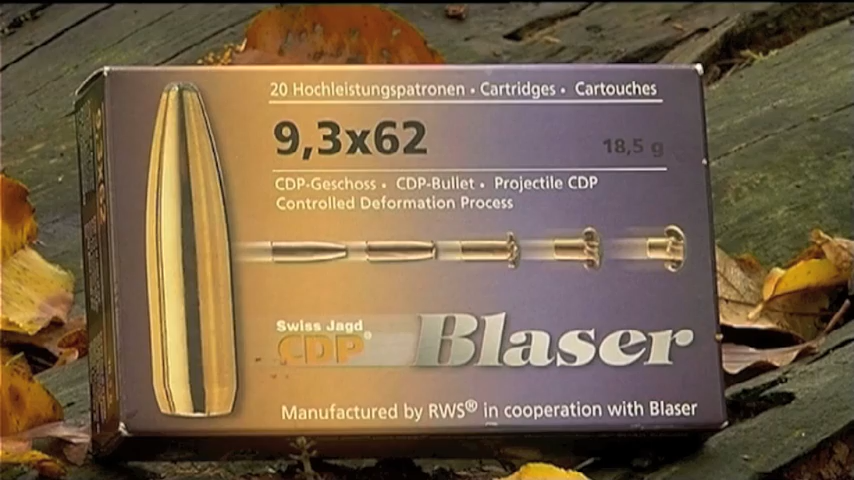 20 Hochleistungspatronen • Cartridges • Cartouches
9,3x62
18,5 g
CDP-Geschoss • CDP-Bullet • Projectile CDP
Controlled Deformation Process
Swiss Jagd
CDP®
Blaser
Manufactured by RWS® in cooperation with Blaser